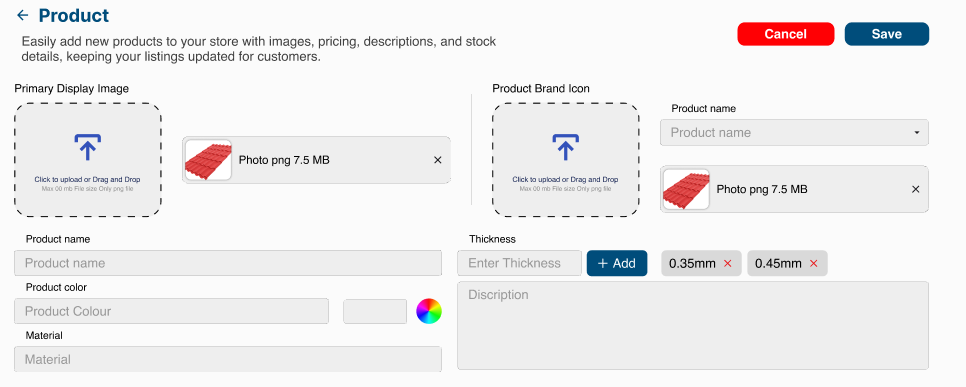 Product
Easily add new products to your store with images, pricing, descriptions, and stock
details, keeping your listings updated for customers.
Cancel
Save
Primary Display Image
Click to upload or Drag and Drop
Max 00 mb File size Only png file
Photo png 7.5 MB
Product Brand Icon
Click to upload or Drag and Drop
Max 00 mb File size Only png file
Product name
Product name
Photo png 7.5 MB
Product name
Product name
Product color
Product Colour
Material
Material
Thickness
Enter Thickness
+ Add
0.35mm
0.45mm
Discription